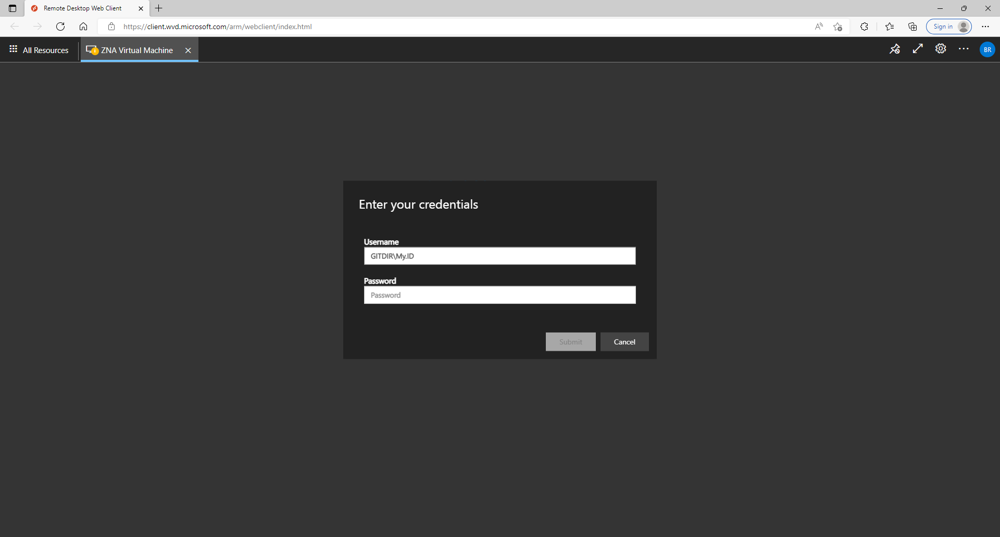 Remote Desktop Web Client
https://client.wvd.microsoft.com/arm/webclient/index.html
Sign in
All Resources
ZNA Virtual Machine
BR
Enter your credentials
Username
GITDIR\My.ID
Password
Password
Submit
Cancel